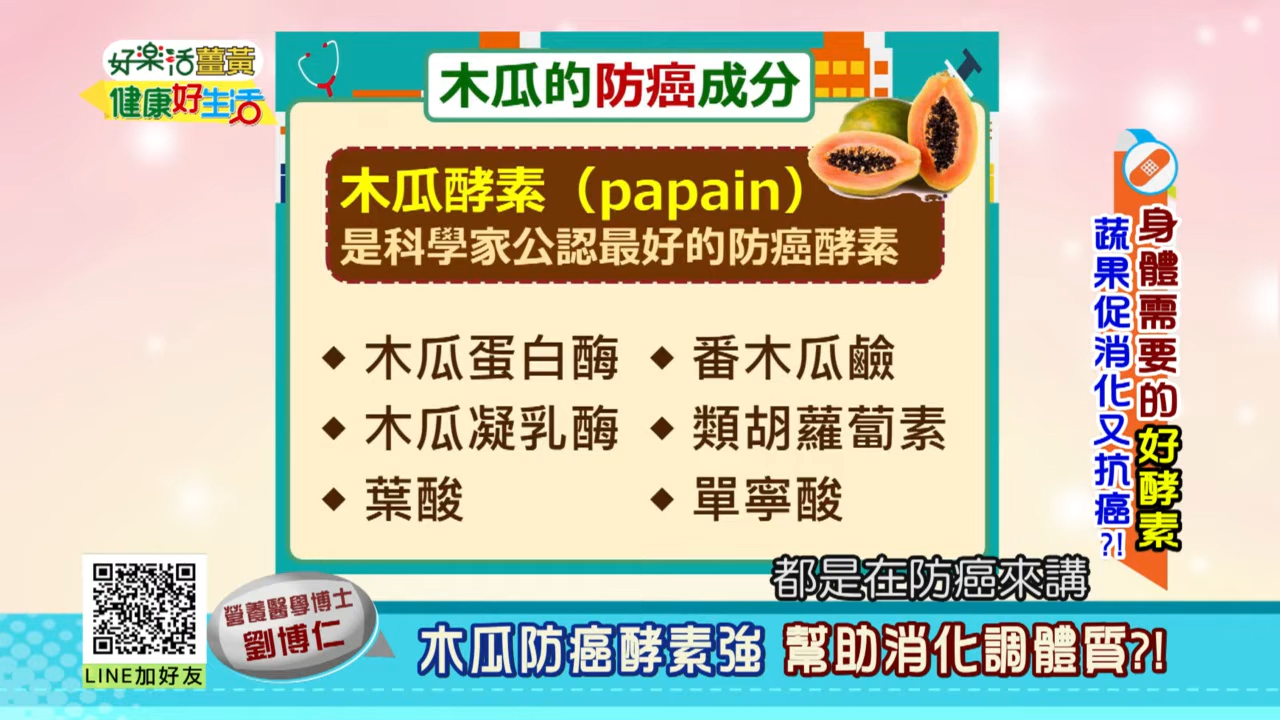 好樂活薑黃
健康好生活
木瓜的防癌成分
木瓜酵素（papain）
是科學家公認最好的防癌酵素
◆ 木瓜蛋白酶
◆ 番木瓜鹼
◆ 木瓜凝乳酶
◆ 類胡蘿蔔素
◆ 葉酸
◆ 單寧酸
身體需要的好酵素
蔬果促消化又抗癌?!
都是在防癌來講
營養醫學博士
劉博仁
木瓜防癌酵素強 幫助消化調體質?!
LINE加好友